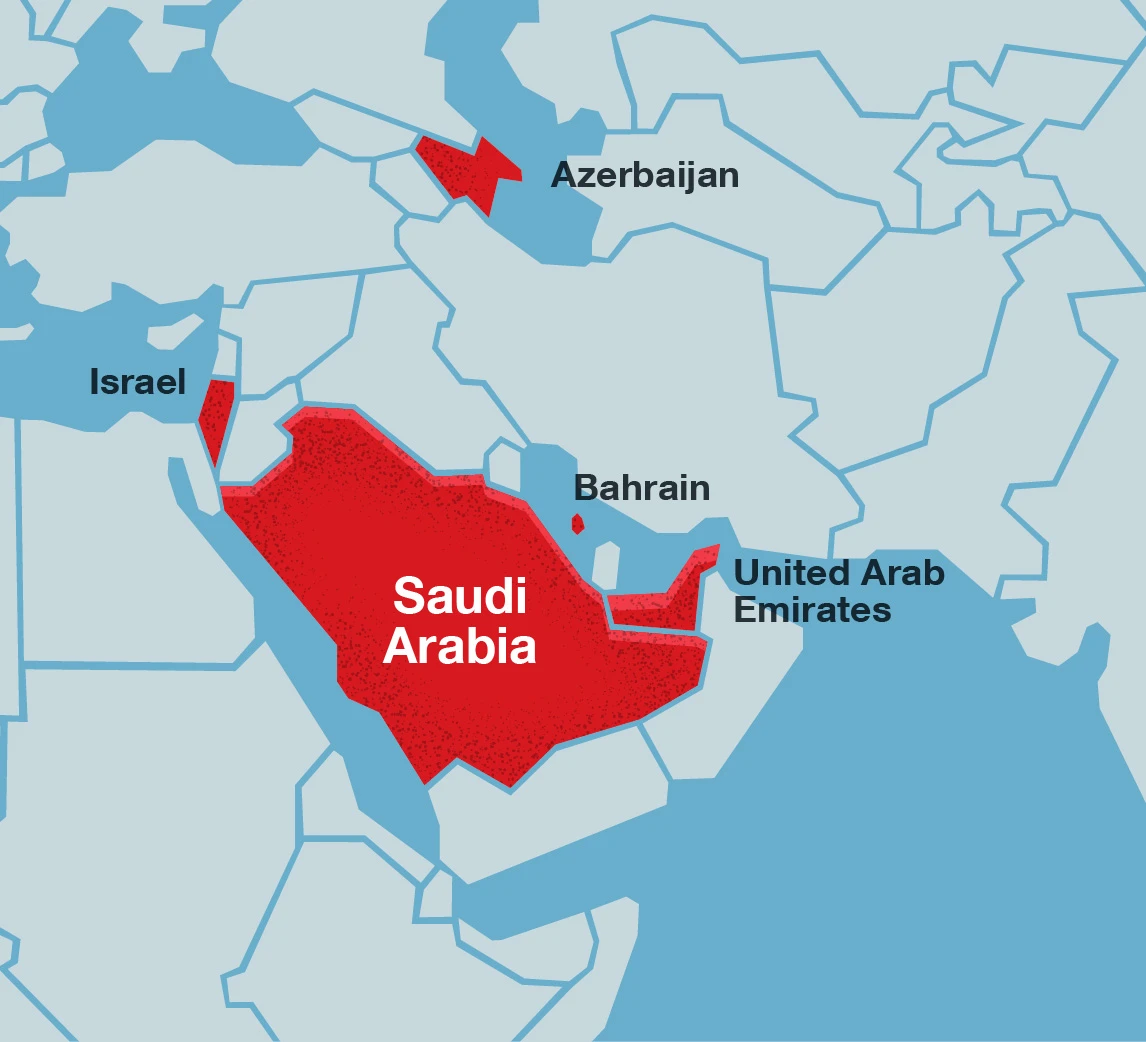 Azerbaijan
Israel
Bahrain
United Arab
Emirates
Saudi
Arabia